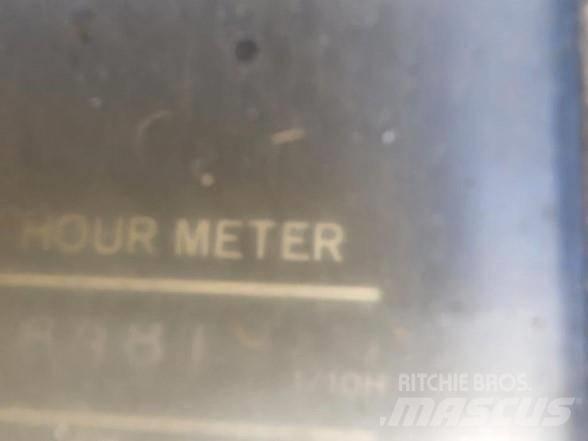 HOUR METER
1/10H
RITCHIE BROS.
MASCUS